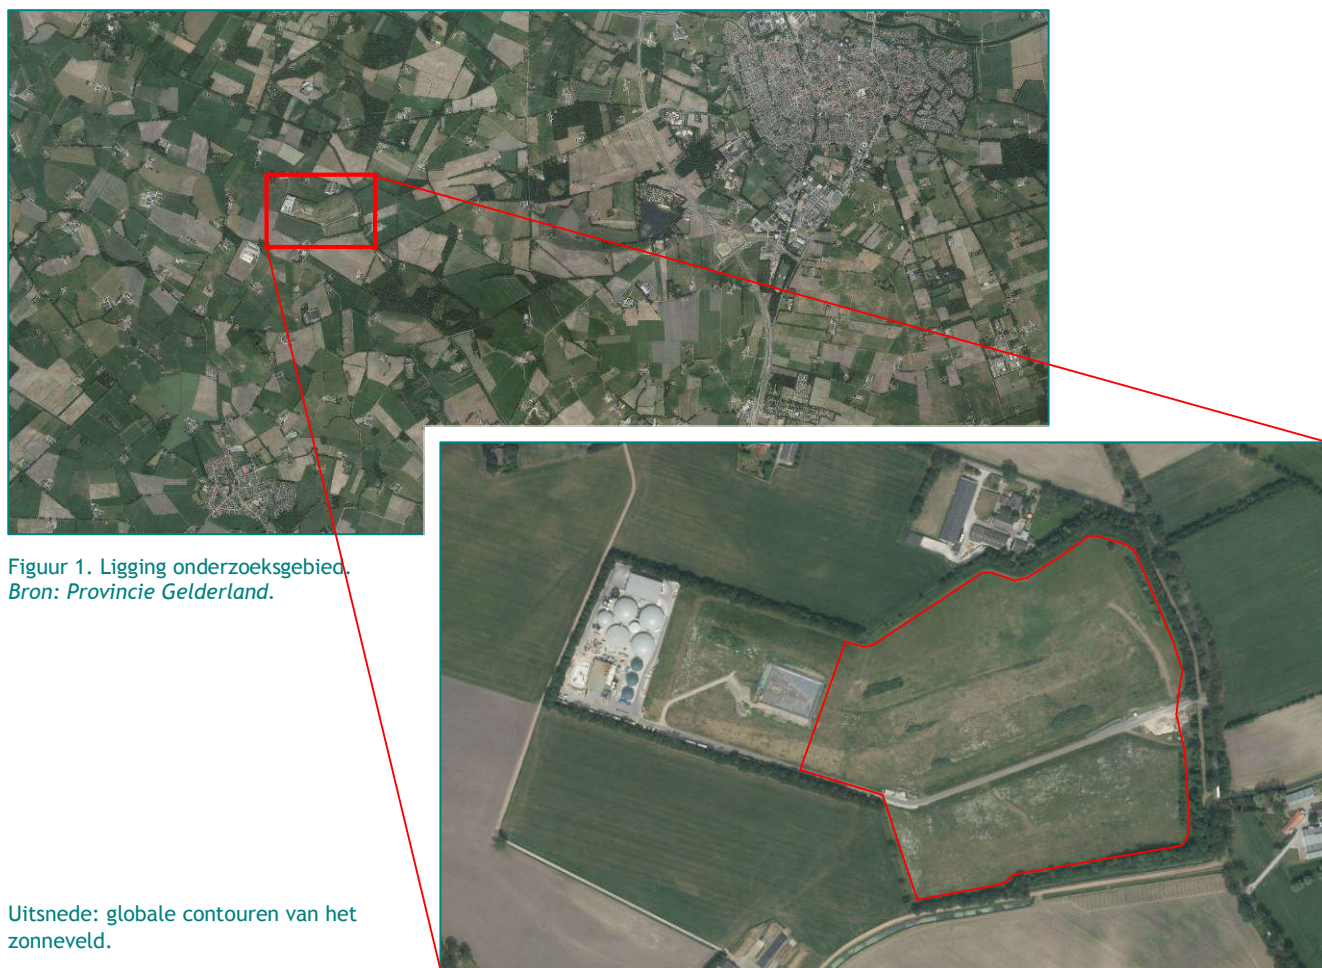 Figuur 1. Ligging onderzoeksgebied.
Bron: Provincie Gelderland.
Uitsnede: globale contouren van het
zonneveld.